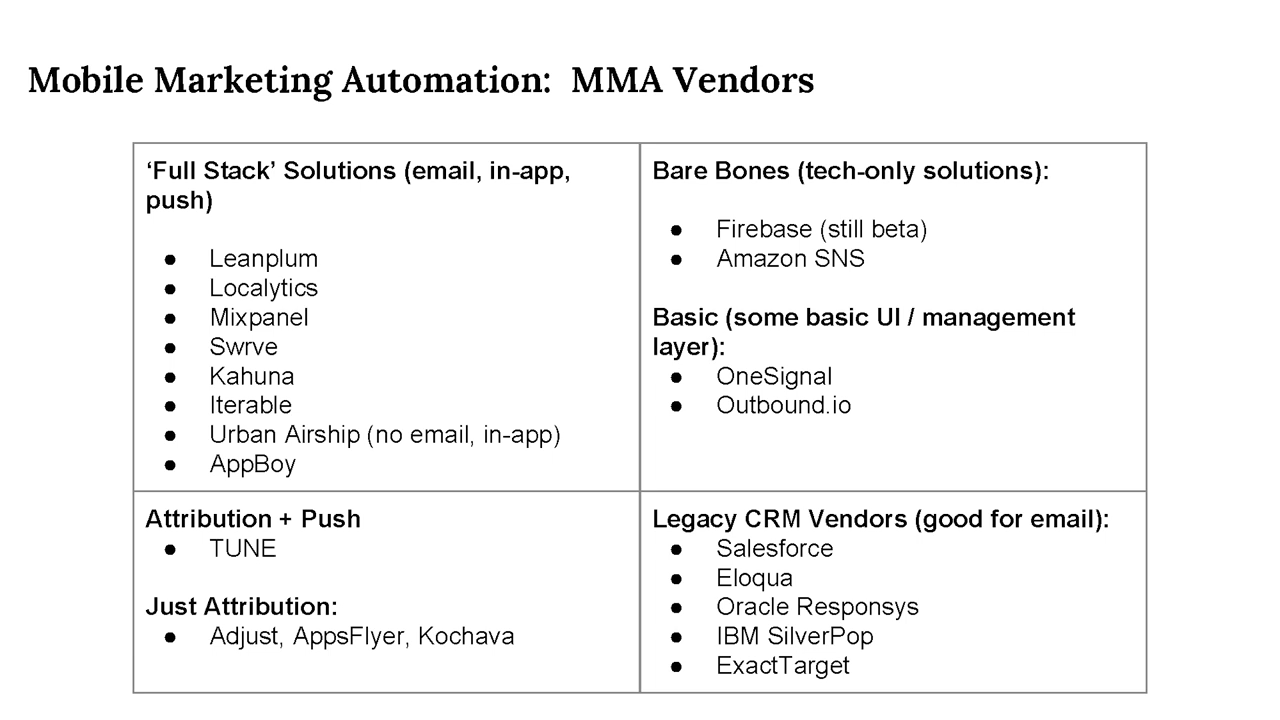 Mobile Marketing Automation:  MMA Vendors
‘Full Stack’ Solutions (email, in-app,
push)
● Leanplum
● Localytics
● Mixpanel
● Swrve
● Kahuna
● Iterable
● Urban Airship (no email, in-app)
● AppBoy
Bare Bones (tech-only solutions):
● Firebase (still beta)
● Amazon SNS
Basic (some basic UI / management
layer):
● OneSignal
● Outbound.io
Attribution + Push
● TUNE
Just Attribution:
● Adjust, AppsFlyer, Kochava
Legacy CRM Vendors (good for email):
● Salesforce
● Eloqua
● Oracle Responsys
● IBM SilverPop
● ExactTarget